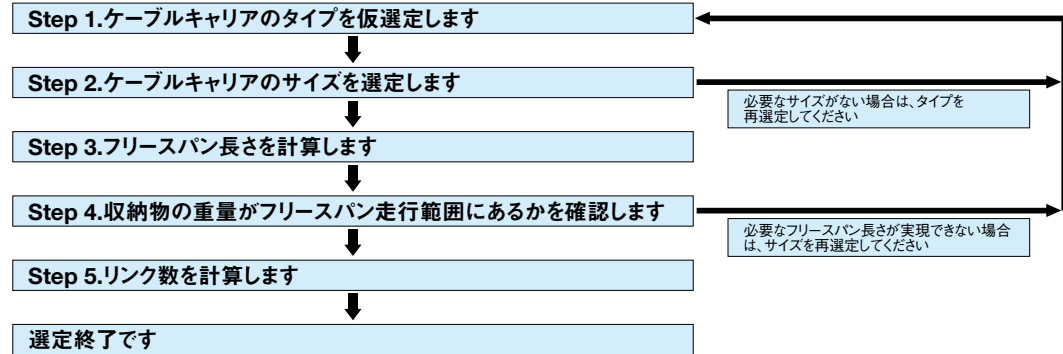 Step 1.ケーブルキャリアのタイプを仮選定します
Step 2.ケーブルキャリアのサイズを選定します
必要なサイズがない場合は、タイプを
再選定してください
Step 3.フリースパン長さを計算します
Step 4.収納物の重量がフリースパン走行範囲にあるかを確認します
必要なフリースパン長さが実現できない場合
は、サイズを再選定してください
Step 5.リンク数を計算します
選定終了です